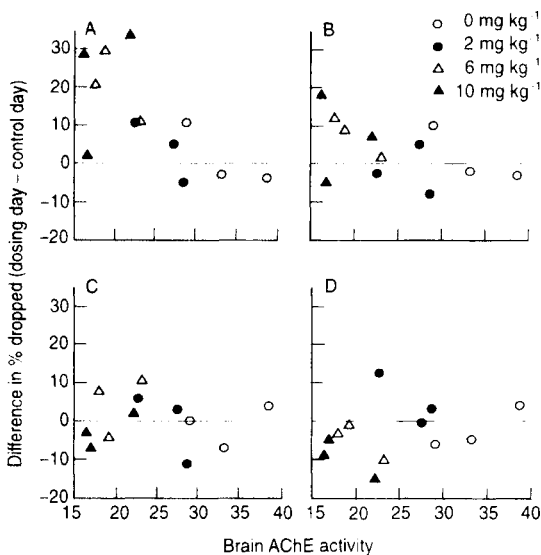 A
B
○ 0 mg kg⁻¹
● 2 mg kg⁻¹
△ 6 mg kg⁻¹
▲ 10 mg kg⁻¹
30
20
10
0
−10
−20
C
D
30
20
10
0
−10
−20
15 20 25 30 35 40 15 20 25 30 35 40
Difference in % dropped (dosing day – control day)
Brain AChE activity